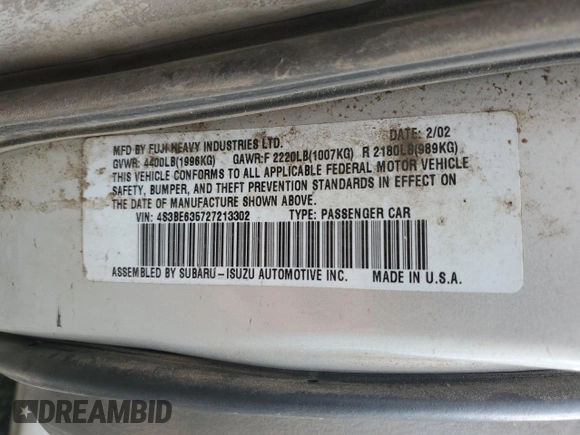 MFD BY FUJI HEAVY INDUSTRIES LTD. DATE: 2/02
GVWR: 4400LB(1996KG) GAWR:F 2220LB(1007KG) R 2180LB(989KG)
THIS VEHICLE CONFORMS TO ALL APPLICABLE FEDERAL MOTOR VEHICLE
SAFETY, BUMPER, AND THEFT PREVENTION STANDARDS IN EFFECT ON
THE DATE OF MANUFACTURE SHOWN ABOVE.
VIN: 4S3BE635727213302 TYPE: PASSENGER CAR
ASSEMBLED BY SUBARU-ISUZU AUTOMOTIVE INC. MADE IN U.S.A.
DREAMBID